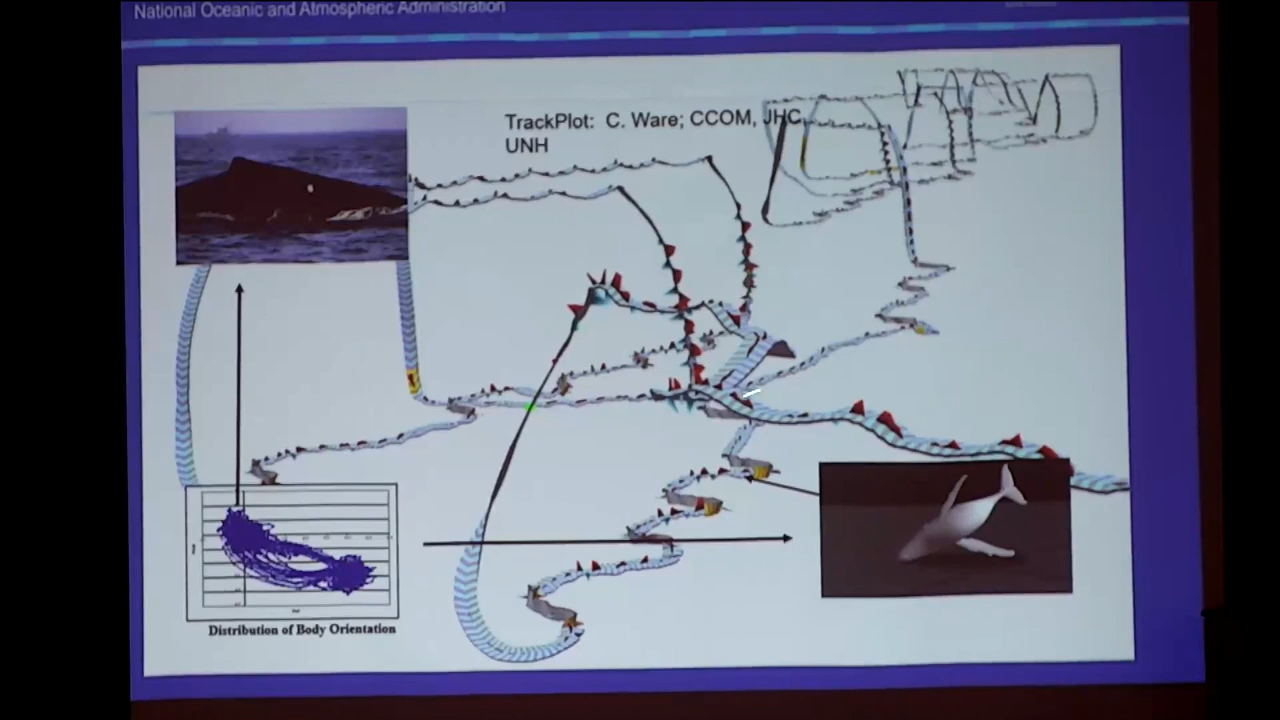 National Oceanic and Atmospheric Administration
TrackPlot: C. Ware; CCOM, JHC,
UNH
Distribution of Body Orientation